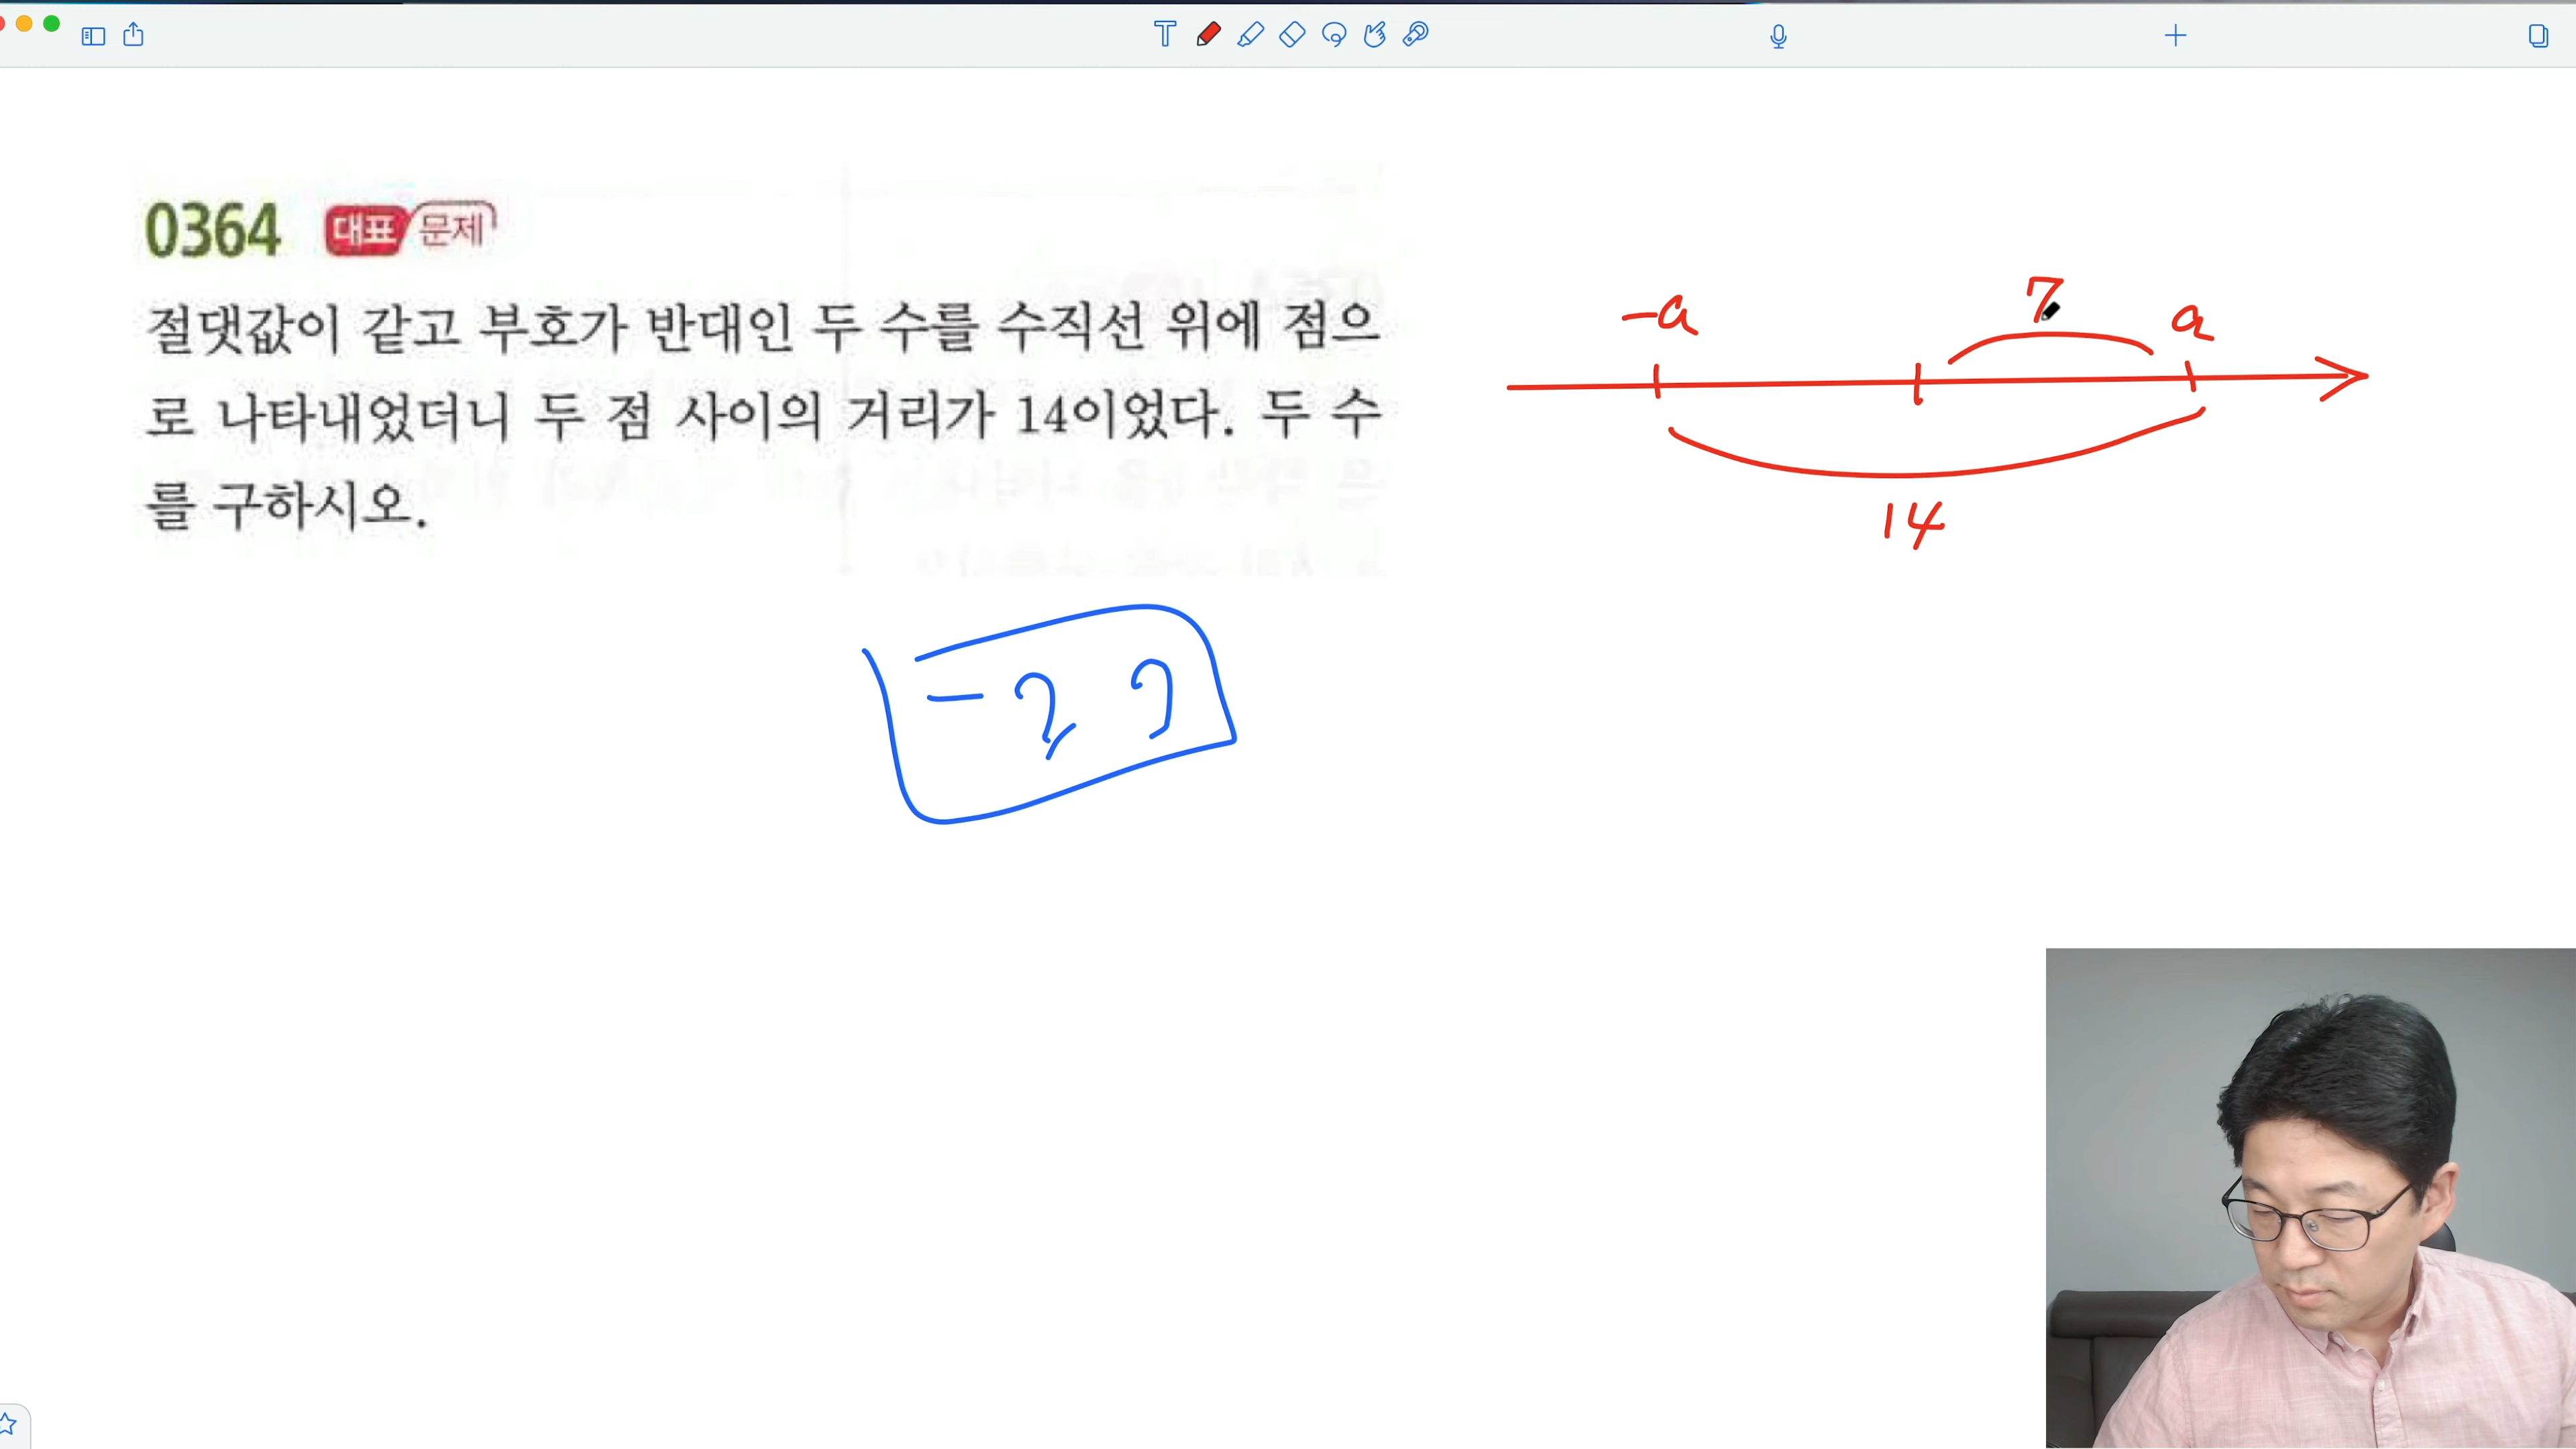 0364 대표 문제
절댓값이 같고 부호가 반대인 두 수를 수직선 위에 점으
로 나타내었더니 두 점 사이의 거리가 14이었다. 두 수
를 구하시오.
-a 7 a
14